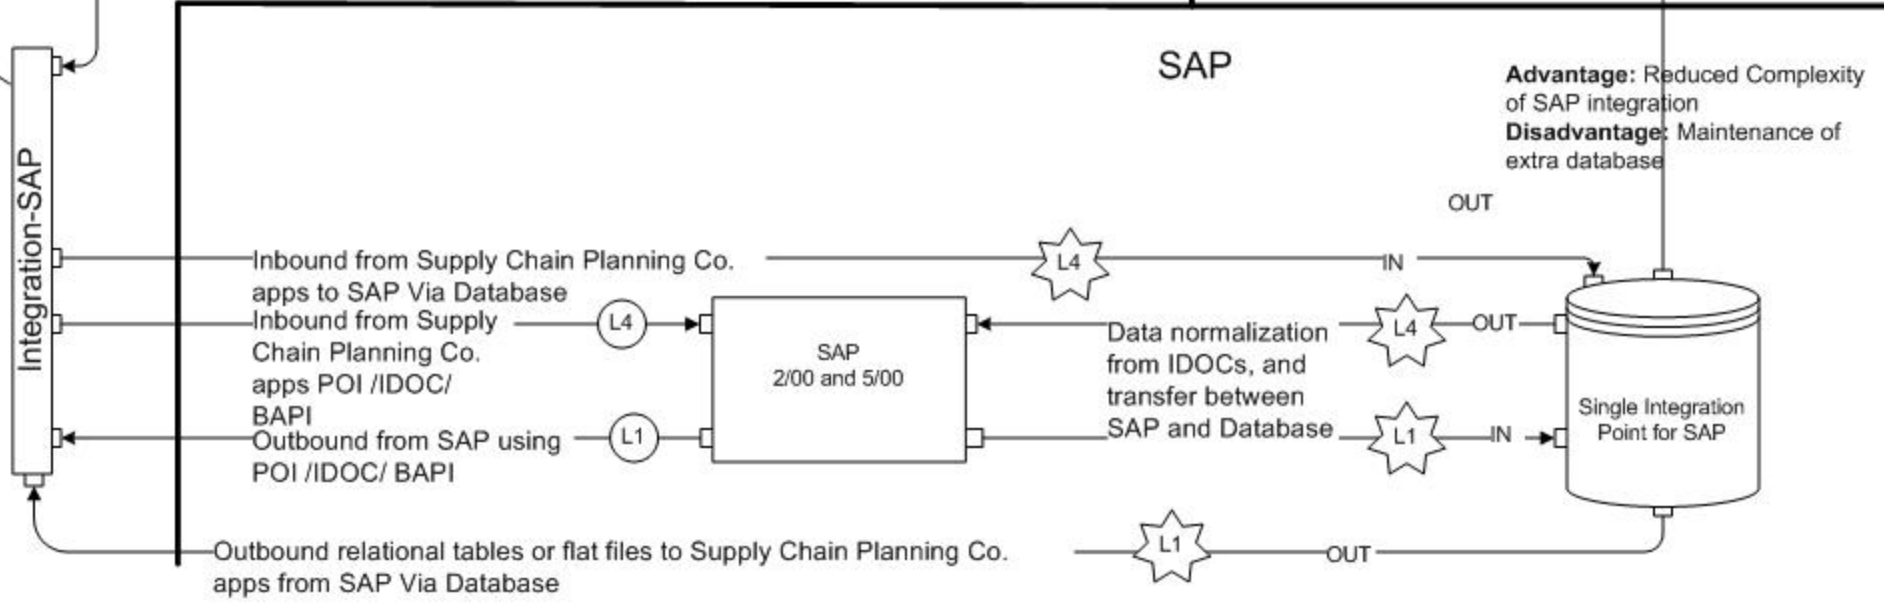 SAP
Advantage: Reduced Complexity
of SAP integration
Disadvantage: Maintenance of
extra database
Integration-SAP
OUT
Inbound from Supply Chain Planning Co.
apps to SAP Via Database
L4
IN
Inbound from Supply
Chain Planning Co.
apps POI /IDOC/
BAPI
L4
SAP
2/00 and 5/00
Data normalization
from IDOCs, and
transfer between
SAP and Database
L4
OUT
Single Integration
Point for SAP
Outbound from SAP using
POI /IDOC/ BAPI
L1
L1
IN
Outbound relational tables or flat files to Supply Chain Planning Co.
apps from SAP Via Database
L1
OUT